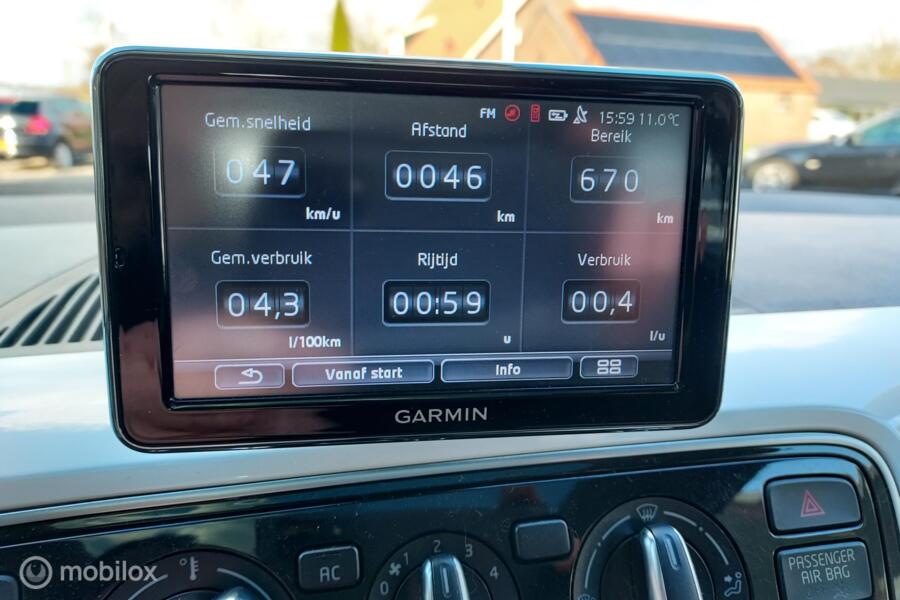 FM 15:59 11.0°C
Gem.snelheid
047
km/u
Afstand
0046
km
Bereik
670
km
Gem.verbruik
04,3
l/100km
Rijtijd
00:59
u
Verbruik
00,4
l/u
Vanaf start
Info
GARMIN
AC
0
1
2
3
4
PASSENGER
AIR BAG
mobilox